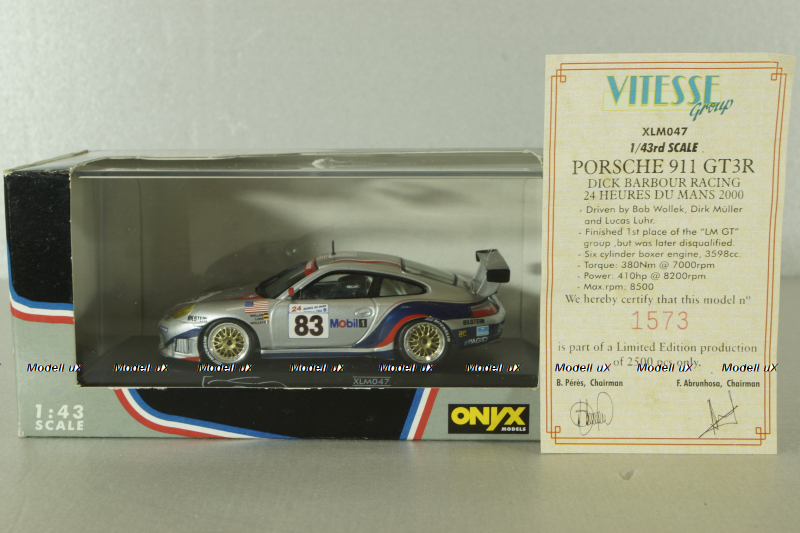 VITESSE
Group
XLM047
1/43rd SCALE
PORSCHE 911 GT3R
DICK BARBOUR RACING
24 HEURES DU MANS 2000
- Driven by Bob Wollek, Dirk Müller
and Lucas Luhr.
- Finished 1st place of the "LM GT"
group ,but was later disqualified.
- Six cylinder boxer engine, 3598cc.
- Torque: 380Nm @ 7000rpm
- Power: 410hp @ 8200rpm
- Max.rpm: 8500
We hereby certify that this model nº
1573
is part of a Limited Edition production
of 2500 pcs only.
B. Pérès, Chairman F. Abrunhosa, Chairman
24
83
Mobil 1
XLM047
Modell uX Modell uX Modell uX Modell uX Modell uX Modell uX Modell uX Modell uX Modell uX
1:43
SCALE
ONYX
MODELS